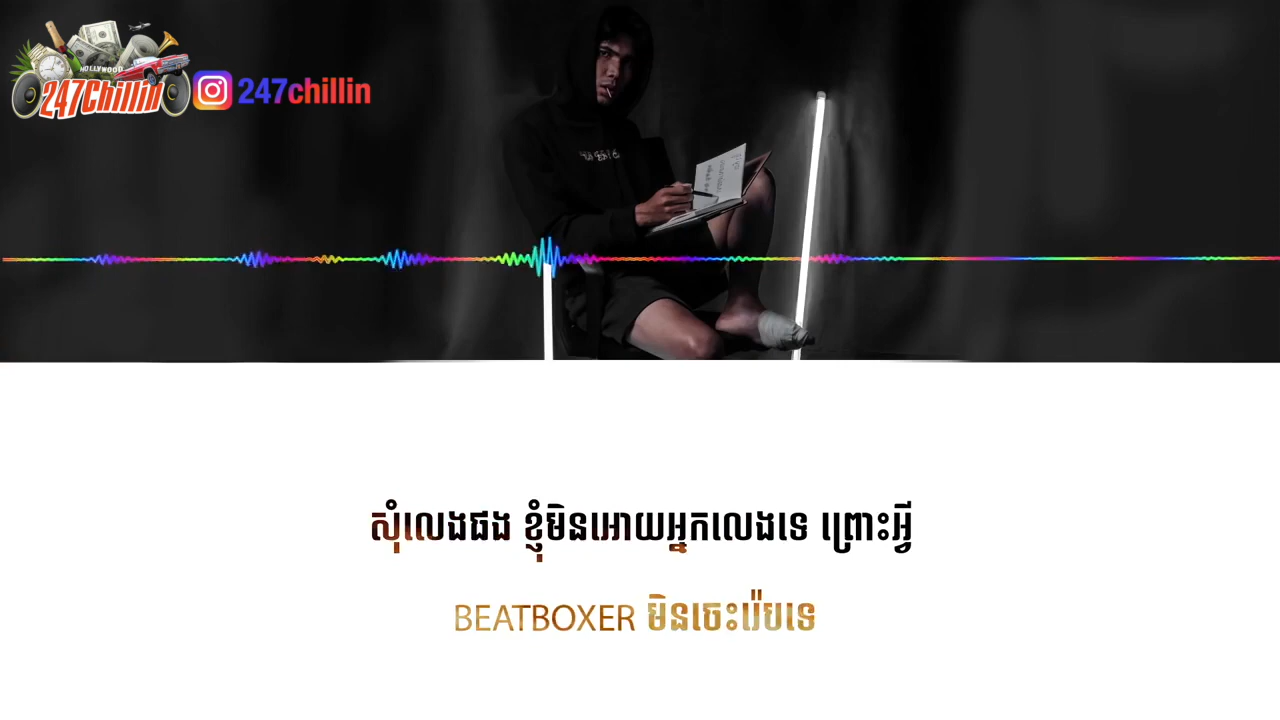 HOLLYWOOD
247Chillin
247chillin
សុំលេងផង ខ្ញុំមិនអោយអ្នកលេងទេ ព្រោះអ្វី
BEATBOXER មិនចេះរ៉េបទេ